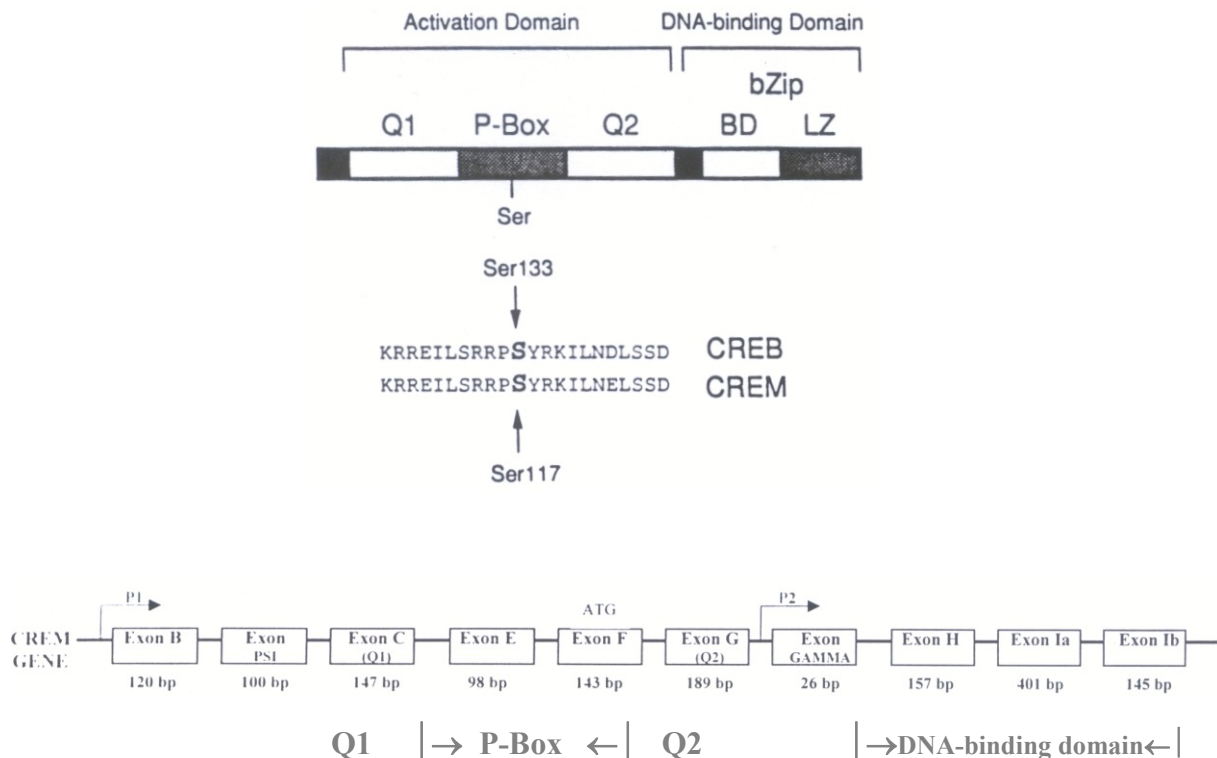 Activation Domain DNA-binding Domain
bZip
Q1 P-Box Q2 BD LZ
Ser
Ser133
KRREILSRRPSYRKILNDLSSD CREB
KRREILSRRPSYRKILNELSSD CREM
Ser117
P1 ATG P2
CREM GENE
Exon B Exon PSI Exon C (Q1) Exon E Exon F Exon G (Q2) Exon GAMMA Exon H Exon Ia Exon Ib
120 bp 100 bp 147 bp 98 bp 143 bp 189 bp 26 bp 157 bp 401 bp 145 bp
Q1 |→ P-Box ←| Q2 |→DNA-binding domain←|